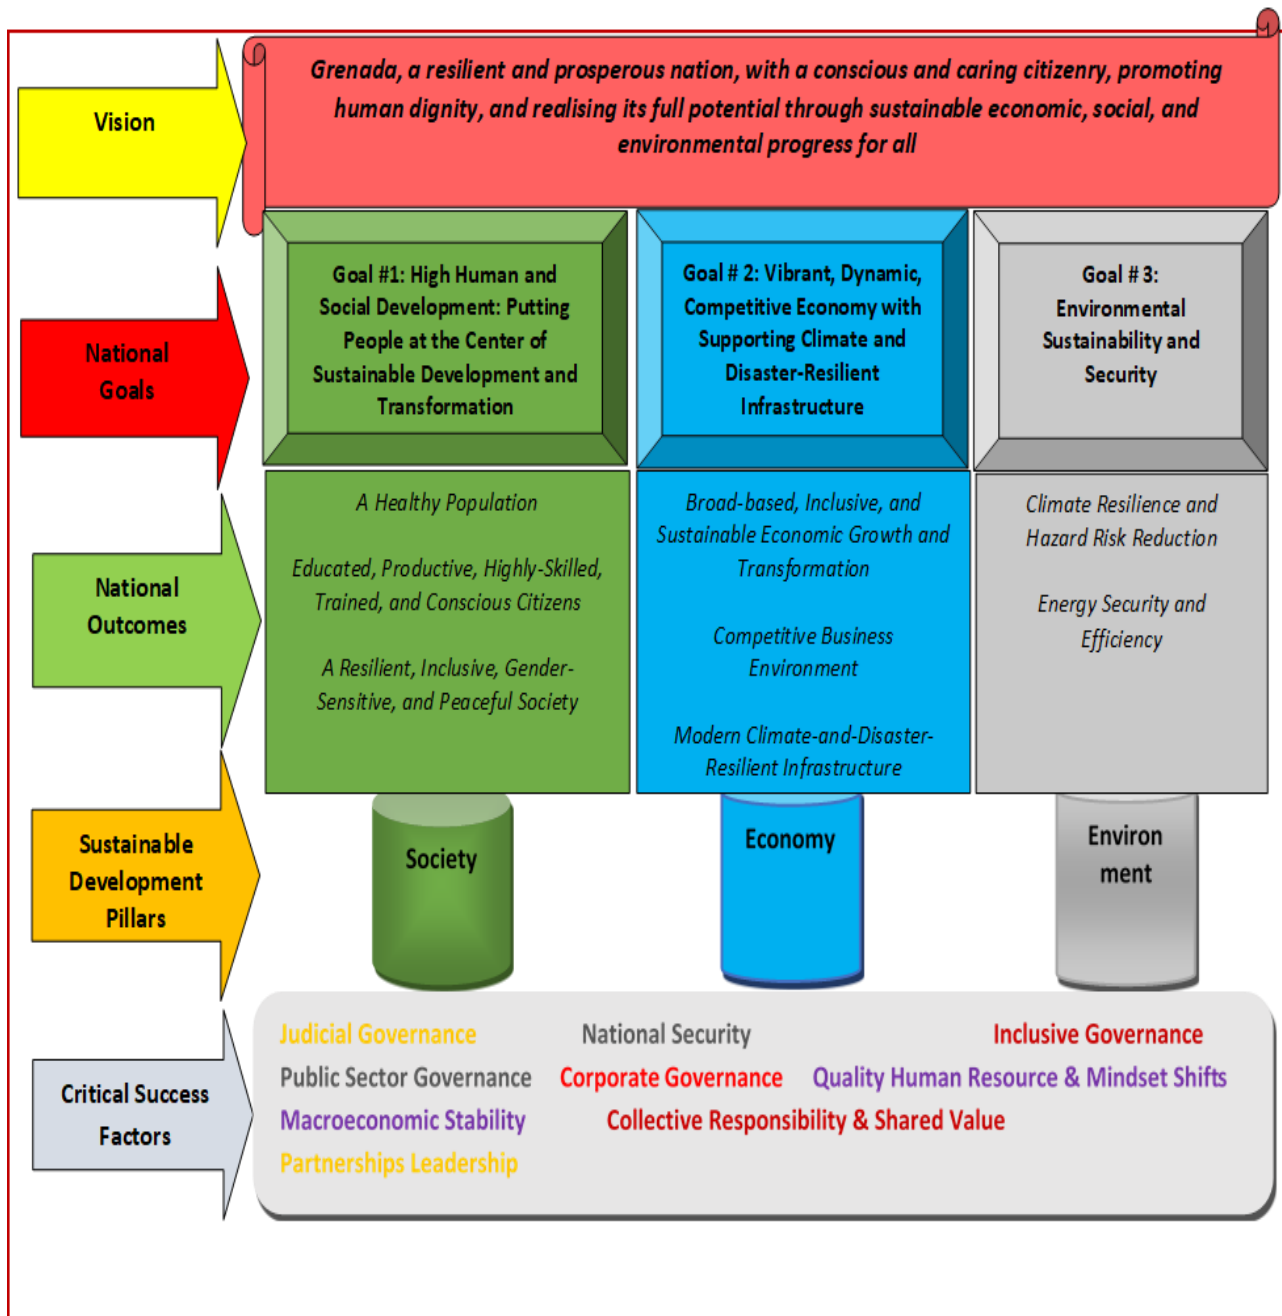 Vision
Grenada, a resilient and prosperous nation, with a conscious and caring citizenry, promoting
human dignity, and realising its full potential through sustainable economic, social, and
environmental progress for all
National
Goals
Goal #1: High Human and
Social Development: Putting
People at the Center of
Sustainable Development and
Transformation
Goal # 2: Vibrant, Dynamic,
Competitive Economy with
Supporting Climate and
Disaster-Resilient
Infrastructure
Goal # 3:
Environmental
Sustainability and
Security
National
Outcomes
A Healthy Population
Educated, Productive, Highly-Skilled,
Trained, and Conscious Citizens
A Resilient, Inclusive, Gender-
Sensitive, and Peaceful Society
Broad-based, Inclusive, and
Sustainable Economic Growth and
Transformation
Competitive Business
Environment
Modern Climate-and-Disaster-
Resilient Infrastructure
Climate Resilience and
Hazard Risk Reduction
Energy Security and
Efficiency
Sustainable
Development
Pillars
Society
Economy
Environ
ment
Critical Success
Factors
Judicial Governance National Security Inclusive Governance
Public Sector Governance Corporate Governance Quality Human Resource & Mindset Shifts
Macroeconomic Stability Collective Responsibility & Shared Value
Partnerships Leadership